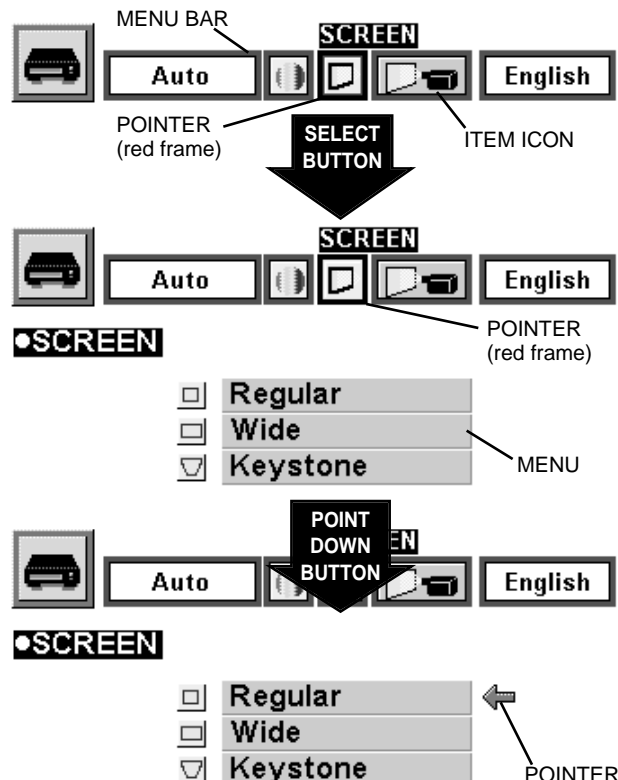 MENU BAR
SCREEN
Auto
English
POINTER
(red frame)
SELECT
BUTTON
ITEM ICON
SCREEN
Auto
English
POINTER
(red frame)
●SCREEN
Regular
Wide
Keystone
MENU
POINT
DOWN
BUTTON
EN
Auto
English
●SCREEN
Regular
Wide
Keystone
POINTER